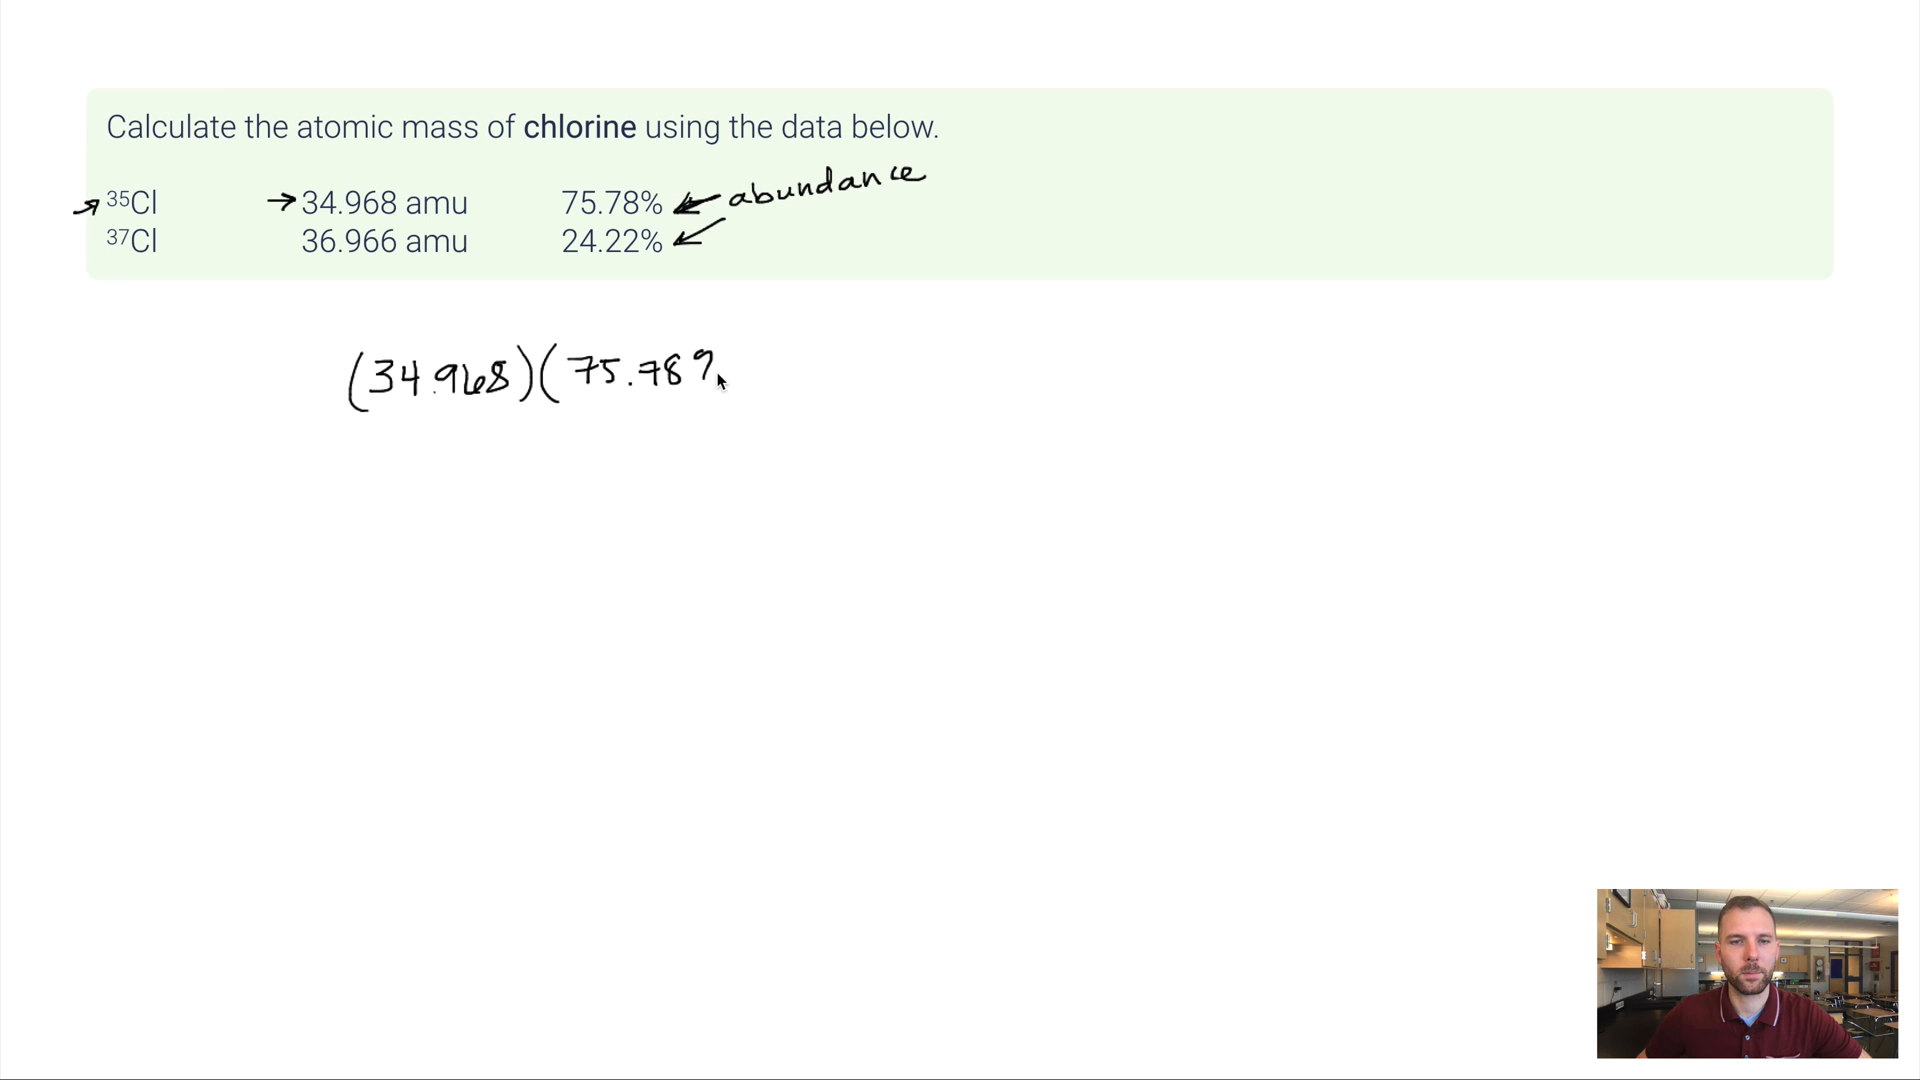 Calculate the atomic mass of chlorine using the data below.
³⁵Cl → 34.968 amu 75.78% ← abundance
³⁷Cl 36.966 amu 24.22%
(34.968)(75.78%